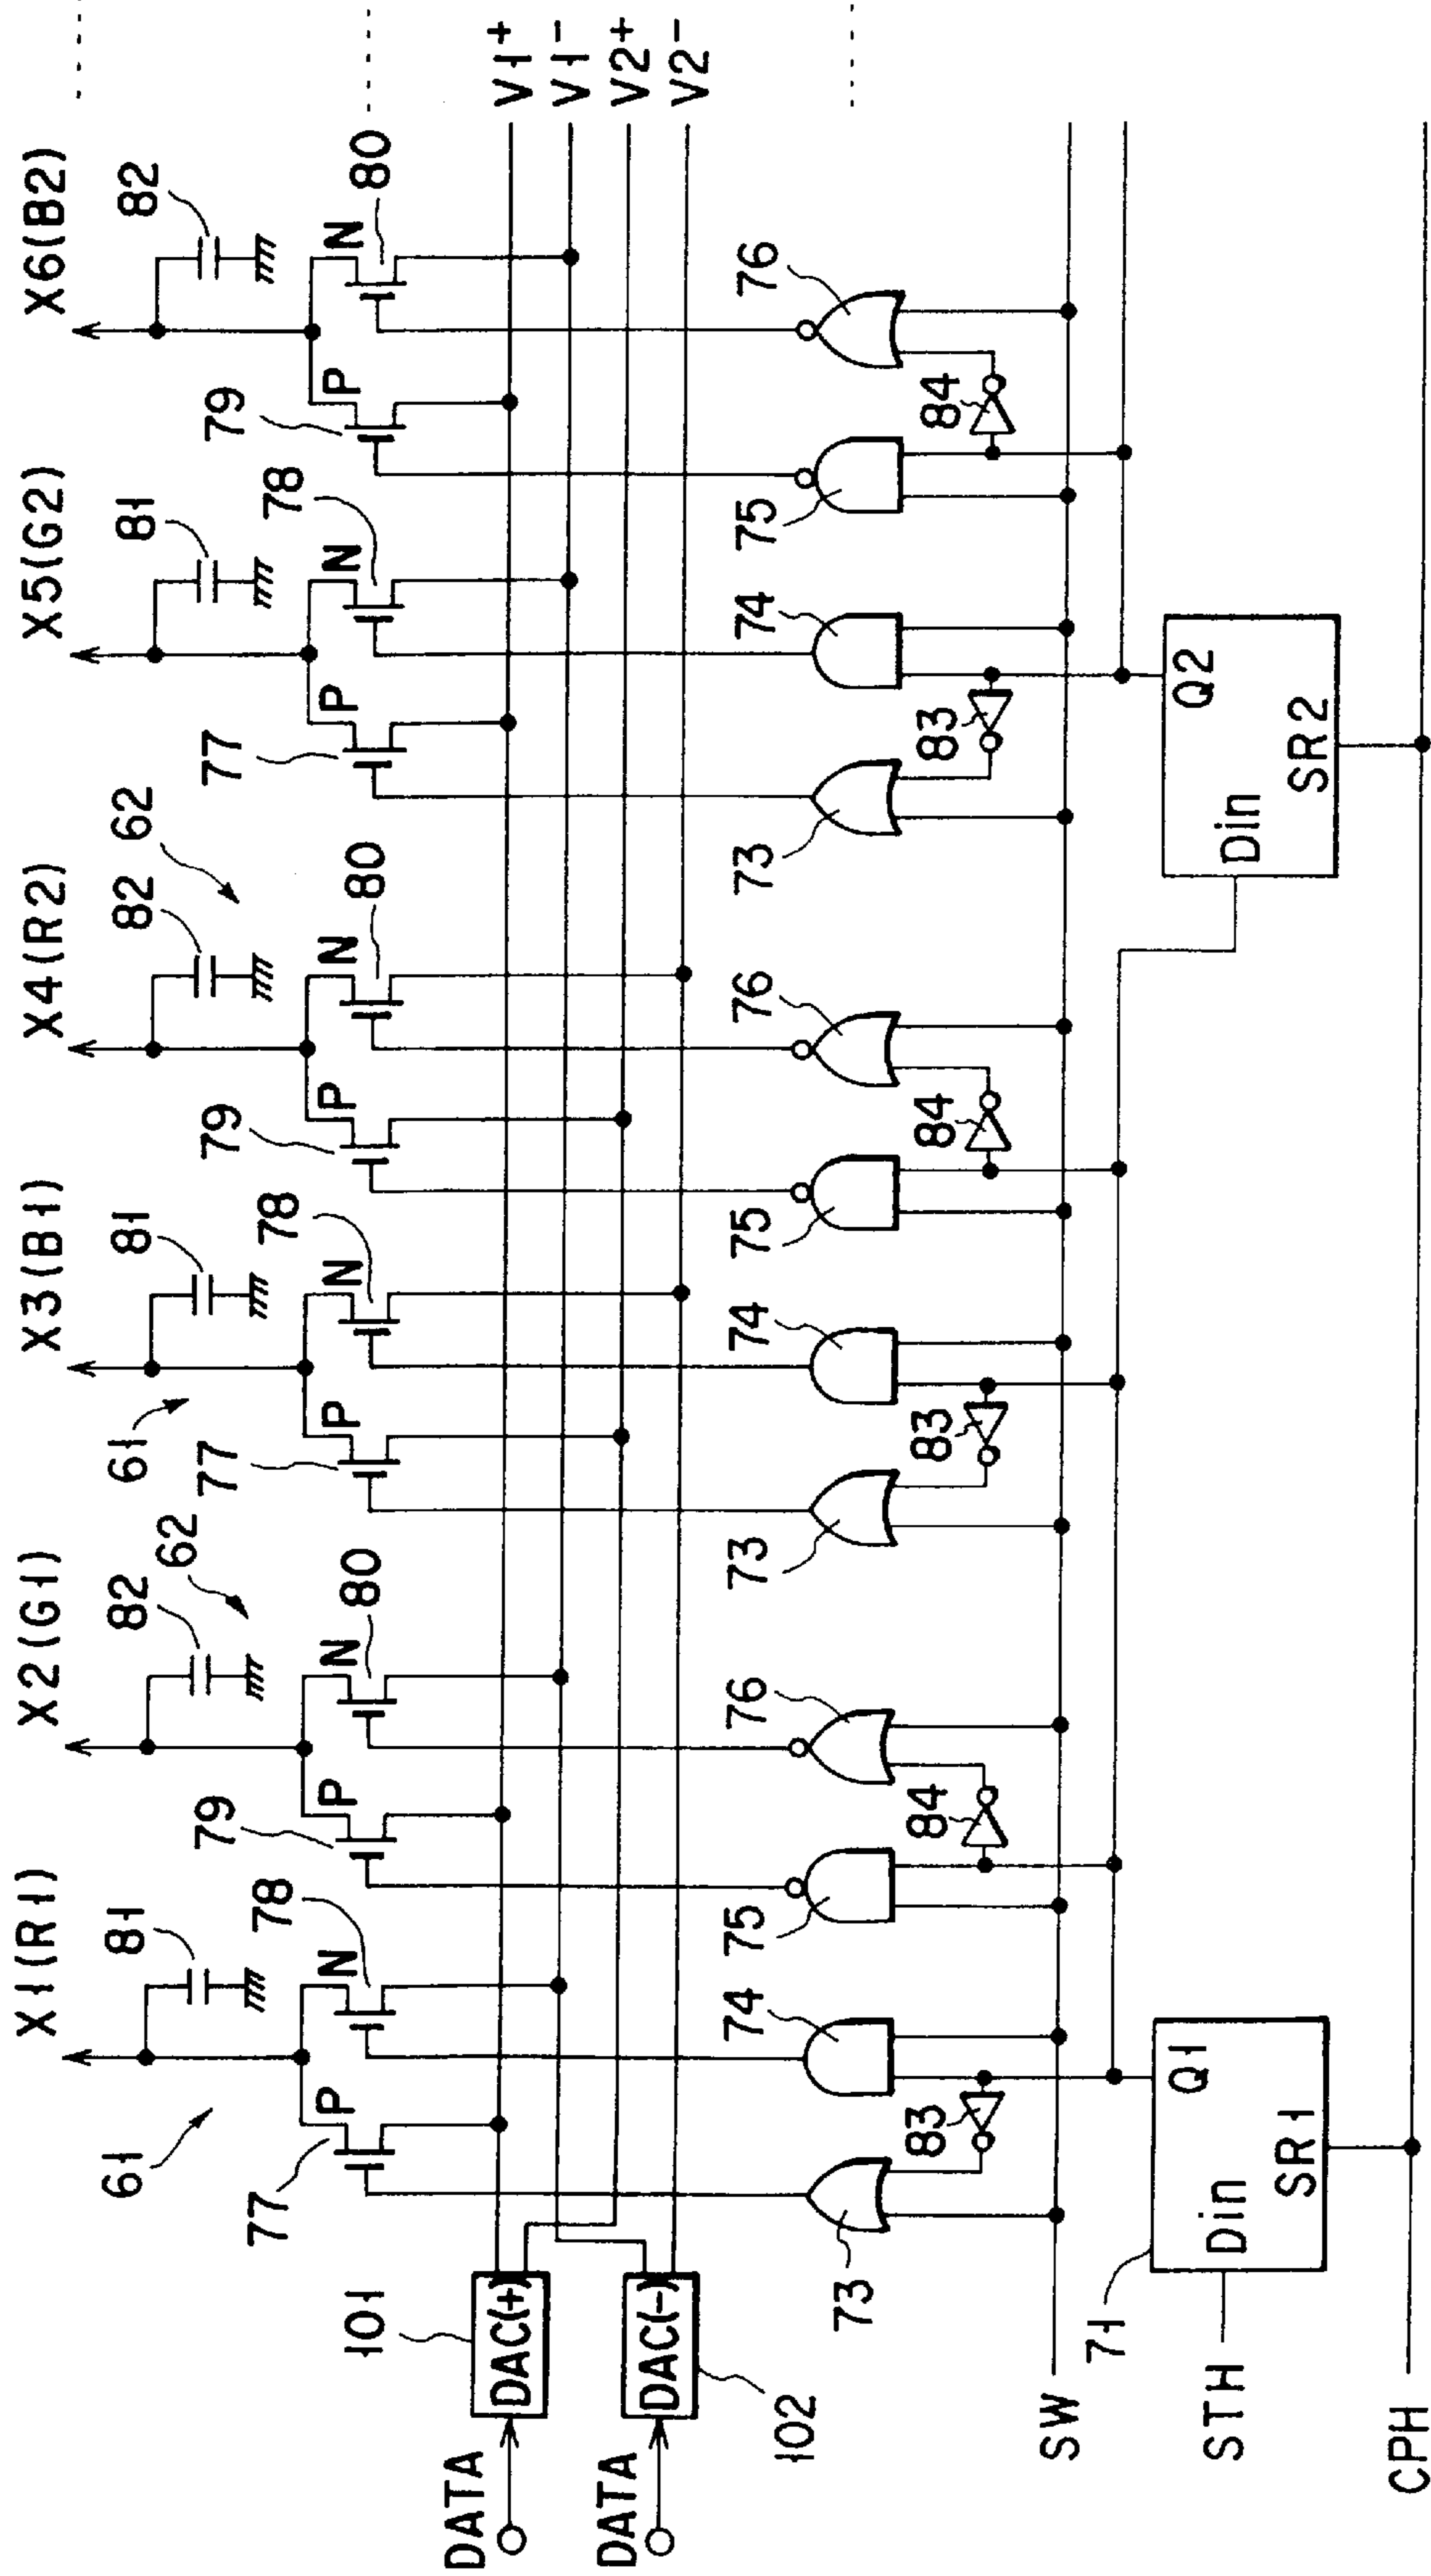 X1(R1) X2(G1) X3(B1) X4(R2) X5(G2) X6(B2)
61 81 62 82 61 81 82 62 81 82
77 P N 78 79 P N 80 77 P N 78 79 P N 80 77 P N 78 79 P N 80
DATA DAC(+) 101
V1+
V1-
V2+
V2-
DATA DAC(-) 102
73 74 75 76 73 74 75 76 73 74 75 76
83 84 83 84 83 84
SW
71
STH Din Q1 SR1
Din Q2 SR2
CPH